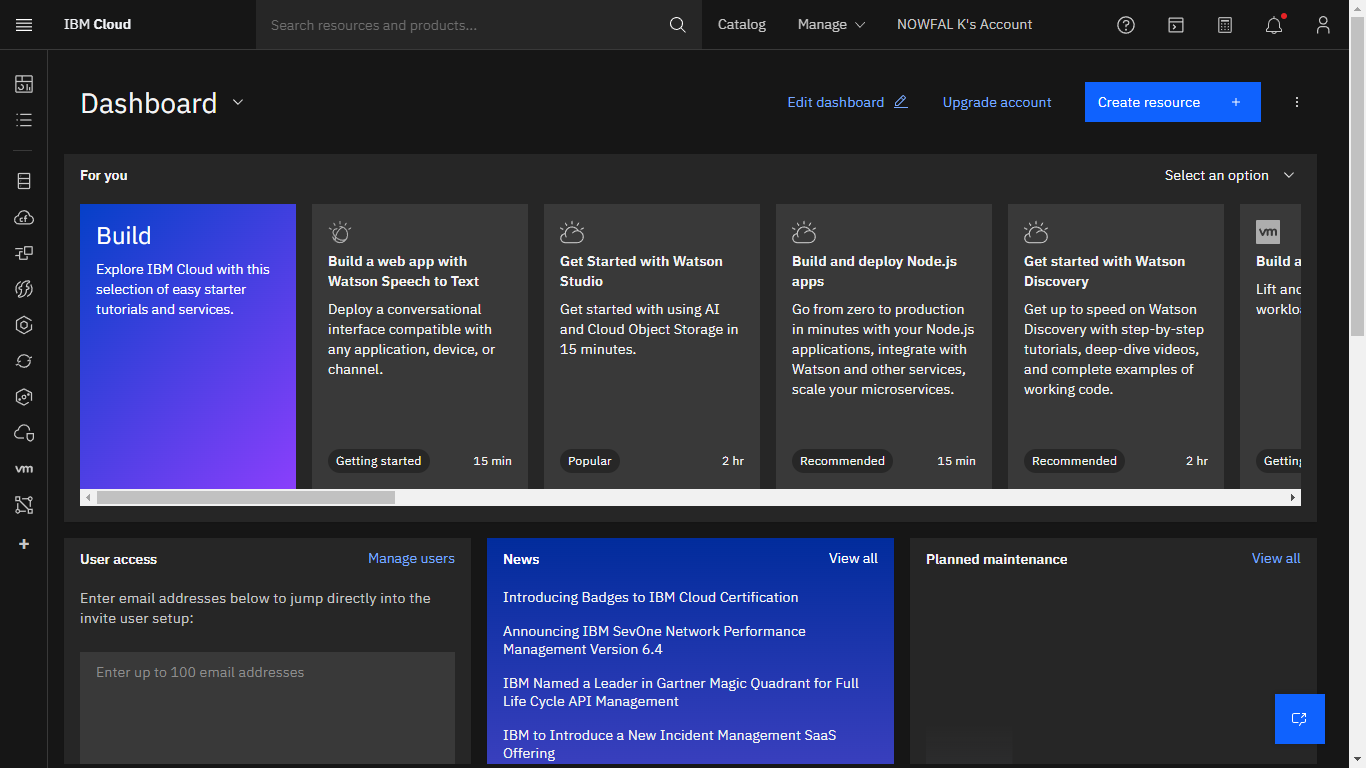 IBM Cloud
Search resources and products...
Catalog
Manage
NOWFAL K's Account
Dashboard
Edit dashboard
Upgrade account
Create resource
For you
Select an option
Build
Explore IBM Cloud with this
selection of easy starter
tutorials and services.
Build a web app with
Watson Speech to Text
Deploy a conversational
interface compatible with
any application, device, or
channel.
Getting started
15 min
Get Started with Watson
Studio
Get started with using AI
and Cloud Object Storage in
15 minutes.
Popular
2 hr
Build and deploy Node.js
apps
Go from zero to production
in minutes with your Node.js
applications, integrate with
Watson and other services,
scale your microservices.
Recommended
15 min
Get started with Watson
Discovery
Get up to speed on Watson
Discovery with step-by-step
tutorials, deep-dive videos,
and complete examples of
working code.
Recommended
2 hr
vm
Build
Lift
cf
vm
User access
Manage users
Enter email addresses below to jump directly into the
invite user setup:
Enter up to 100 email addresses
News
View all
Introducing Badges to IBM Cloud Certification
Announcing IBM SevOne Network Performance
Management Version 6.4
IBM Named a Leader in Gartner Magic Quadrant for Full
Life Cycle API Management
IBM to Introduce a New Incident Management SaaS
Offering
Planned maintenance
View all